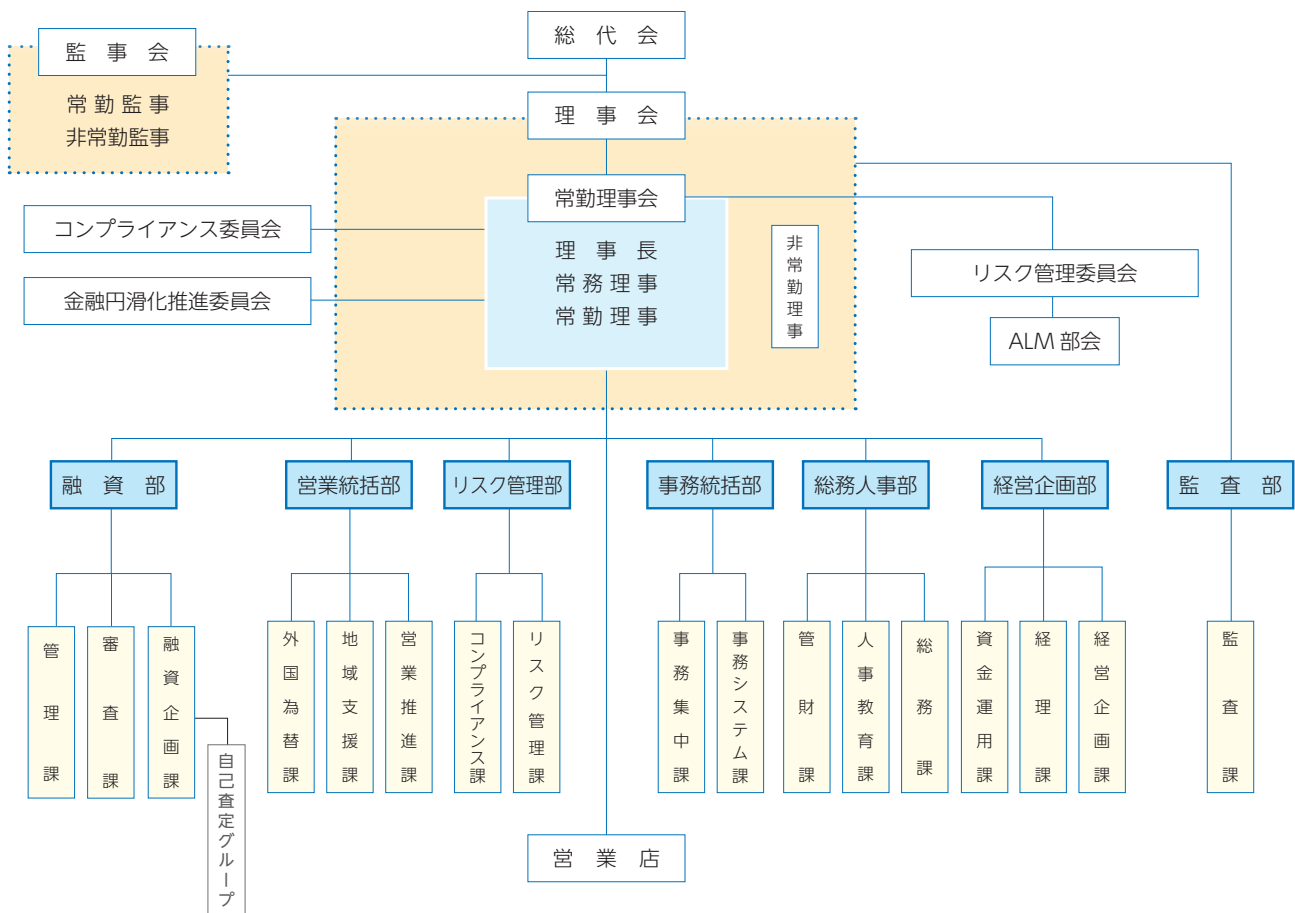 総代会
監事会
常勤監事
非常勤監事
理事会
常勤理事会
理事長
常務理事
常勤理事
非常勤理事
コンプライアンス委員会
金融円滑化推進委員会
リスク管理委員会
ALM 部会
融資部
営業統括部
リスク管理部
事務統括部
総務人事部
経営企画部
監査部
管理課
審査課
融資企画課
自己査定グループ
外国為替課
地域支援課
営業推進課
コンプライアンス課
リスク管理課
事務集中課
事務システム課
管財課
人事教育課
総務課
資金運用課
経理課
経営企画課
監査課
営業店